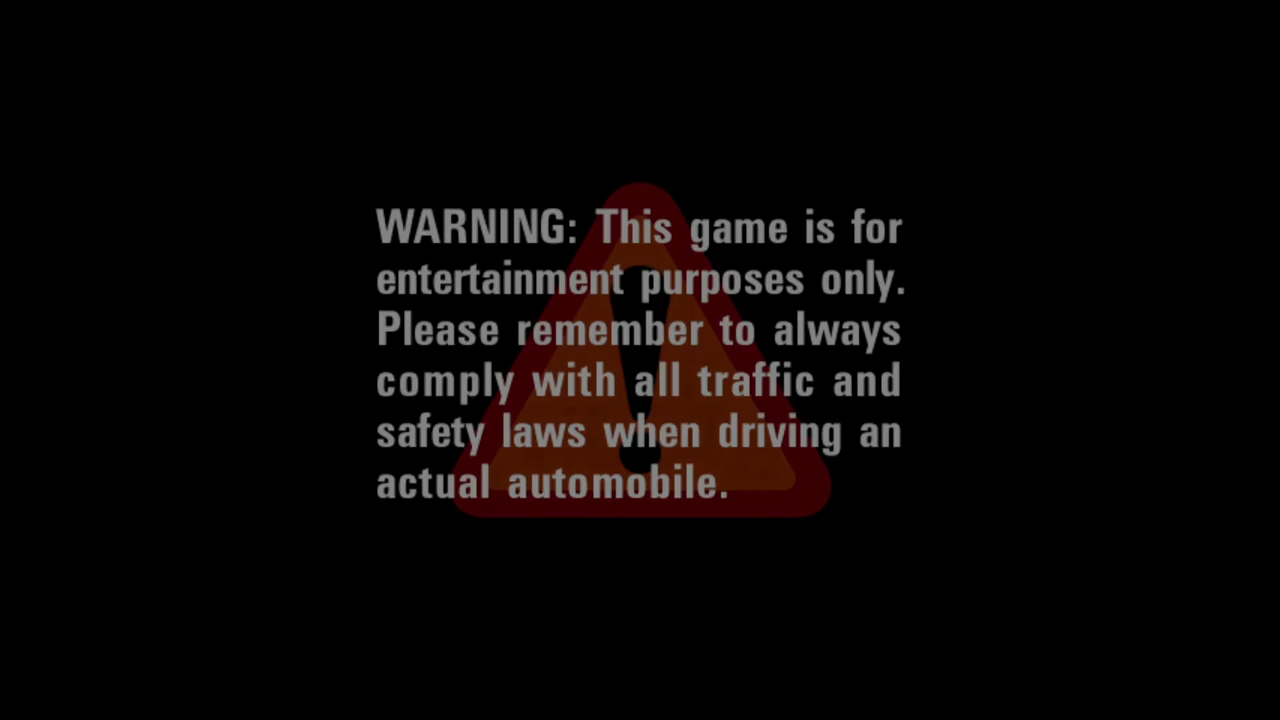 WARNING: This game is for
entertainment purposes only.
Please remember to always
comply with all traffic and
safety laws when driving an
actual automobile.